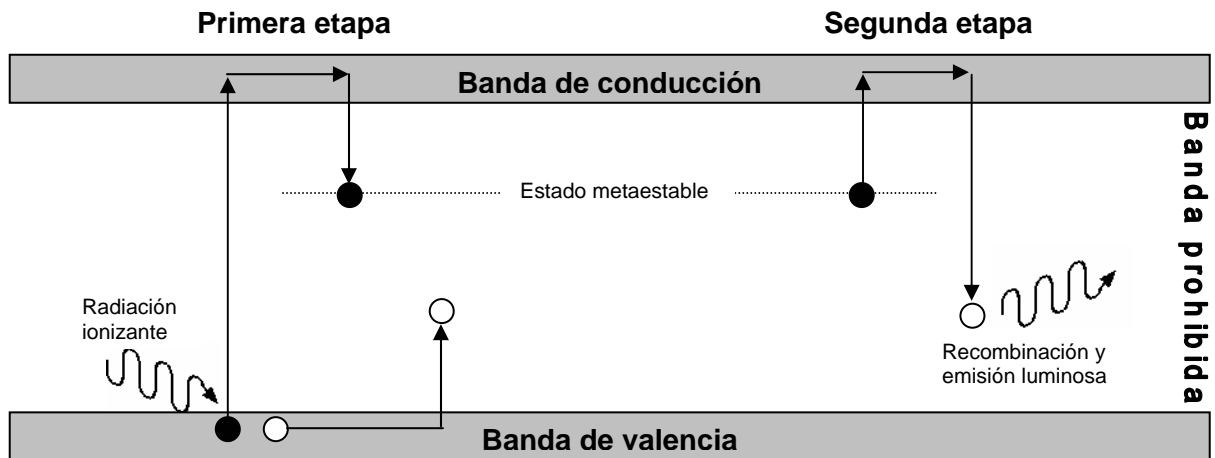 Primera etapa
Segunda etapa
Banda de conducción
Banda prohibida
Estado metaestable
Radiación
ionizante
Recombinación y
emisión luminosa
Banda de valencia